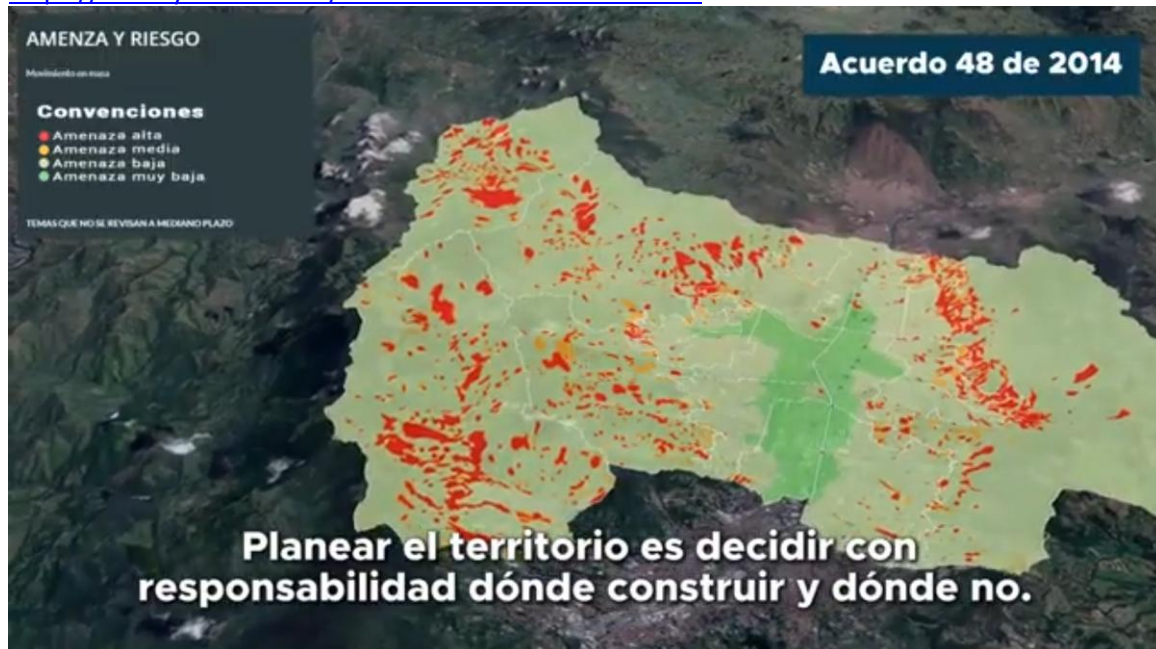 AMENZA Y RIESGO
Movimiento en masa
Convenciones
Amenaza alta
Amenaza media
Amenaza baja
Amenaza muy baja
TEMAS QUE NO SE REVISAN A MEDIANO PLAZO
Acuerdo 48 de 2014
Planear el territorio es decidir con
responsabilidad dónde construir y dónde no.